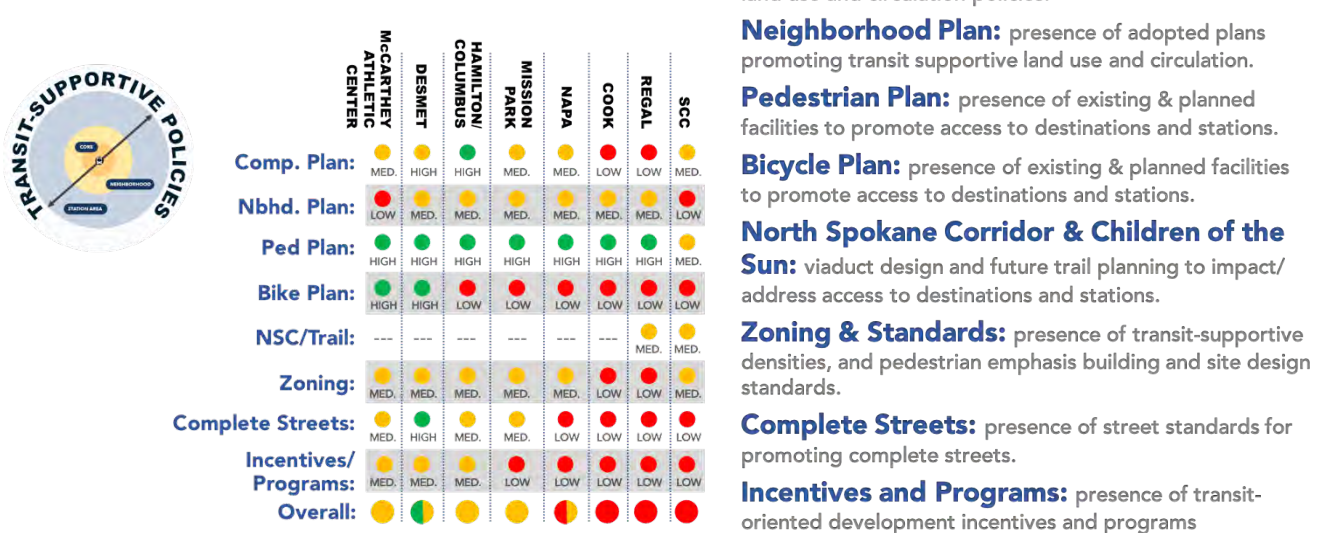 land use and circulation policies.
Neighborhood Plan: presence of adopted plans
promoting transit supportive land use and circulation.
Pedestrian Plan: presence of existing & planned
facilities to promote access to destinations and stations.
Bicycle Plan: presence of existing & planned facilities
to promote access to destinations and stations.
North Spokane Corridor & Children of the
Sun: viaduct design and future trail planning to impact/
address access to destinations and stations.
Zoning & Standards: presence of transit-supportive
densities, and pedestrian emphasis building and site design
standards.
Complete Streets: presence of street standards for
promoting complete streets.
Incentives and Programs: presence of transit-
oriented development incentives and programs
TRANSIT-SUPPORTIVE POLICIES
CORE
NEIGHBORHOOD
STATION AREA
McCARTHEY
ATHLETIC
CENTER
DESMET
HAMILTON/
COLUMBUS
MISSION
PARK
NAPA
COOK
REGAL
SCC
Comp. Plan: MED. HIGH HIGH MED. MED. LOW LOW MED.
Nbhd. Plan: LOW MED. MED. MED. MED. MED. MED. LOW
Ped Plan: HIGH HIGH HIGH HIGH HIGH HIGH HIGH MED.
Bike Plan: HIGH HIGH LOW LOW LOW LOW LOW LOW
NSC/Trail: --- --- --- --- --- --- MED. MED.
Zoning: MED. MED. MED. MED. MED. LOW LOW MED.
Complete Streets: MED. HIGH MED. MED. LOW LOW LOW LOW
Incentives/
Programs: MED. MED. MED. LOW LOW LOW LOW LOW
Overall: